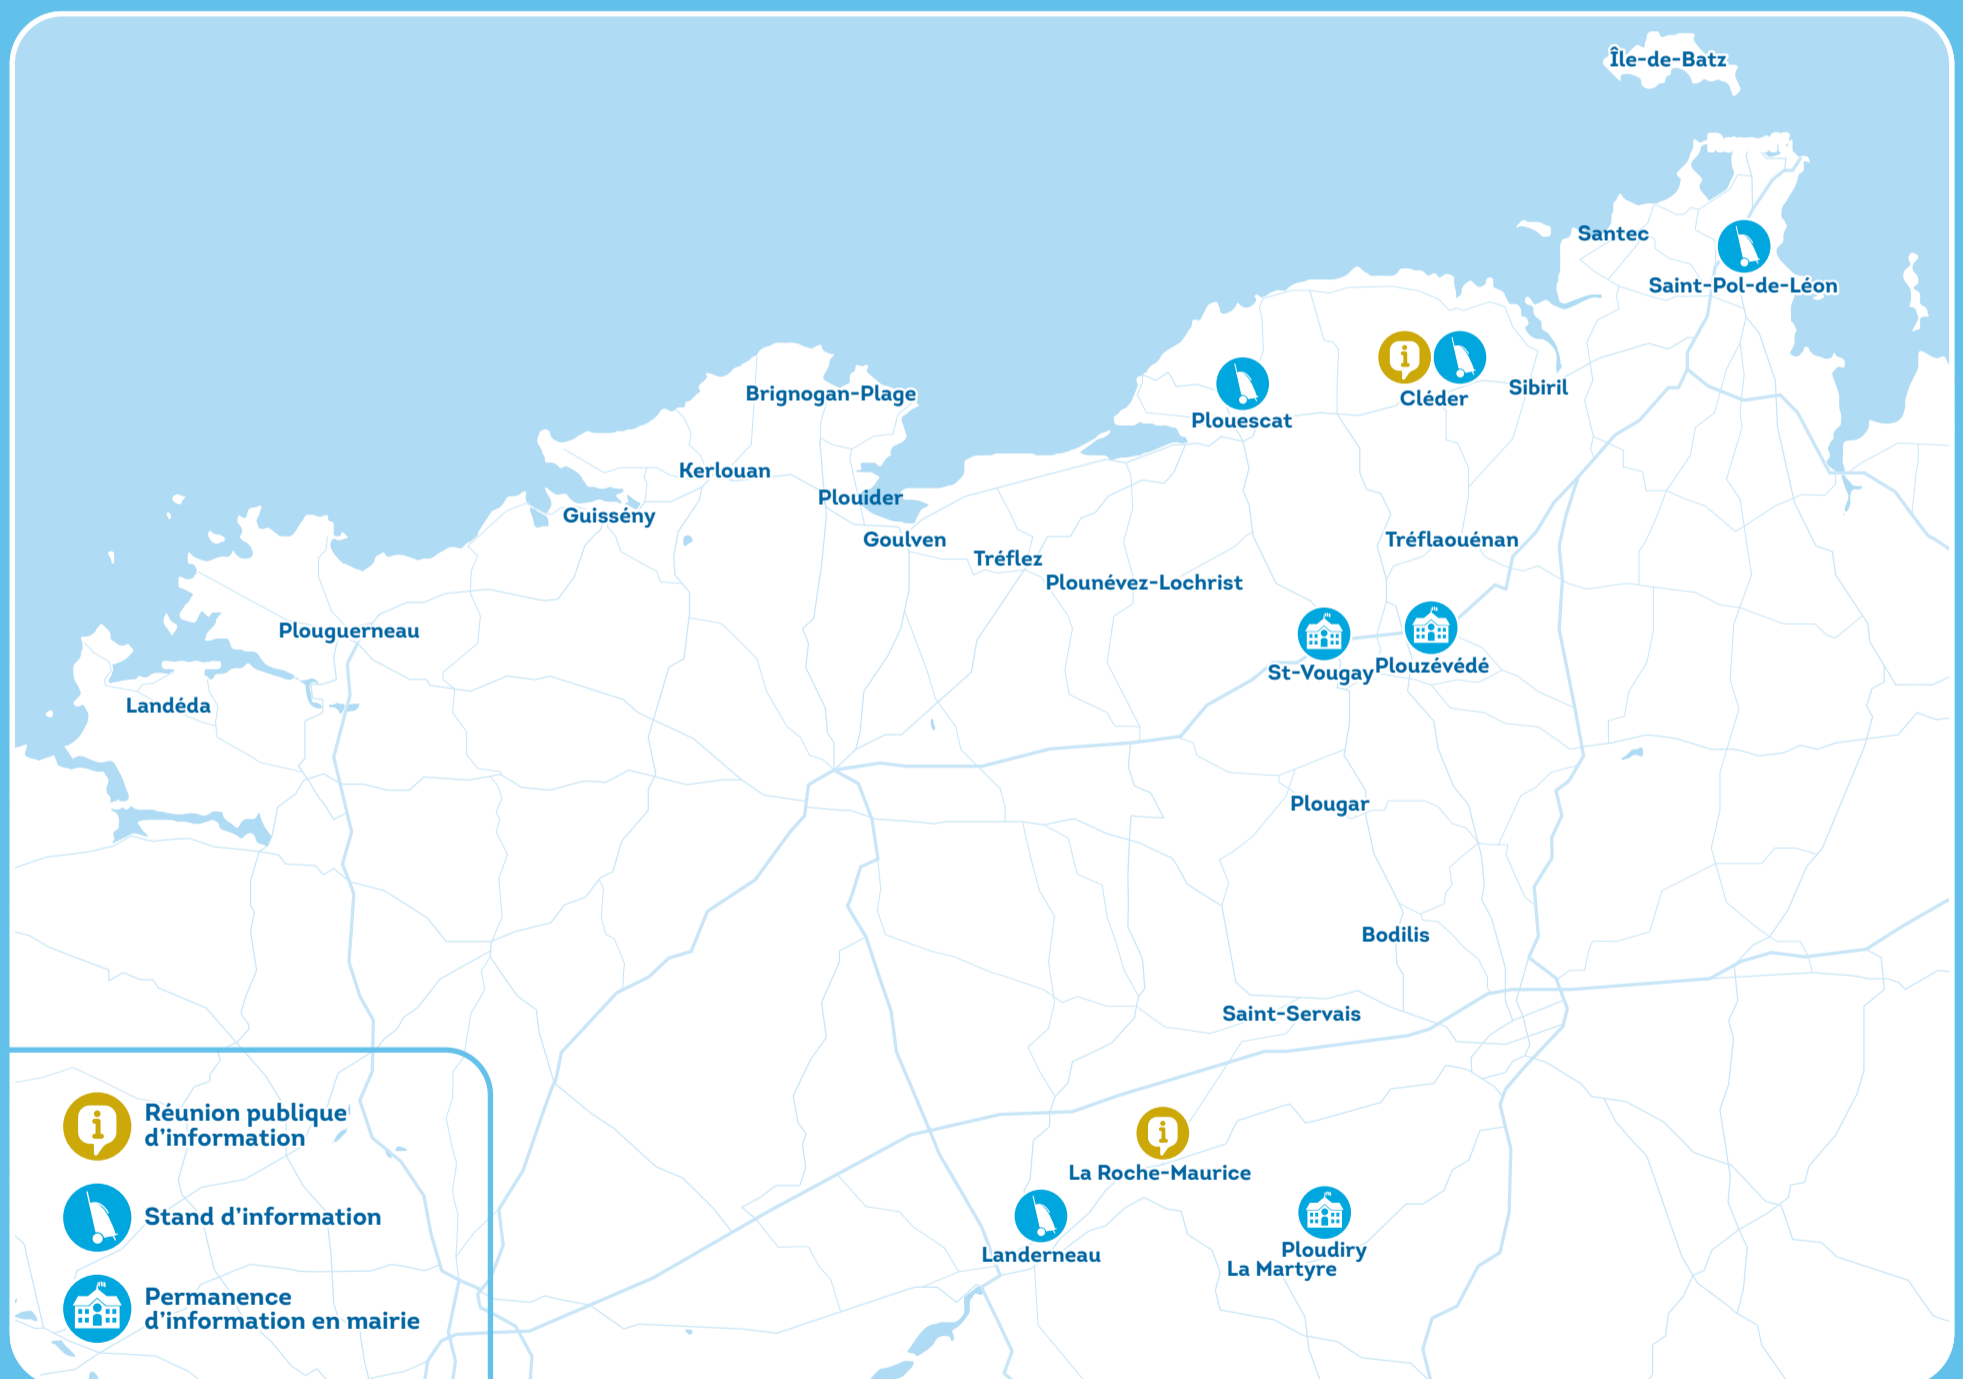 Île-de-Batz
Santec
Saint-Pol-de-Léon
Brignogan-Plage
Plouescat
Cléder
Sibiril
Kerlouan
Plouider
Guissény
Goulven
Tréflez
Tréflaouénan
Plounévez-Lochrist
Plouguerneau
St-Vougay
Plouzévédé
Landéda
Plougar
Bodilis
Saint-Servais
La Roche-Maurice
Landerneau
Ploudiry
La Martyre
Réunion publique
d'information
Stand d'information
Permanence
d'information en mairie